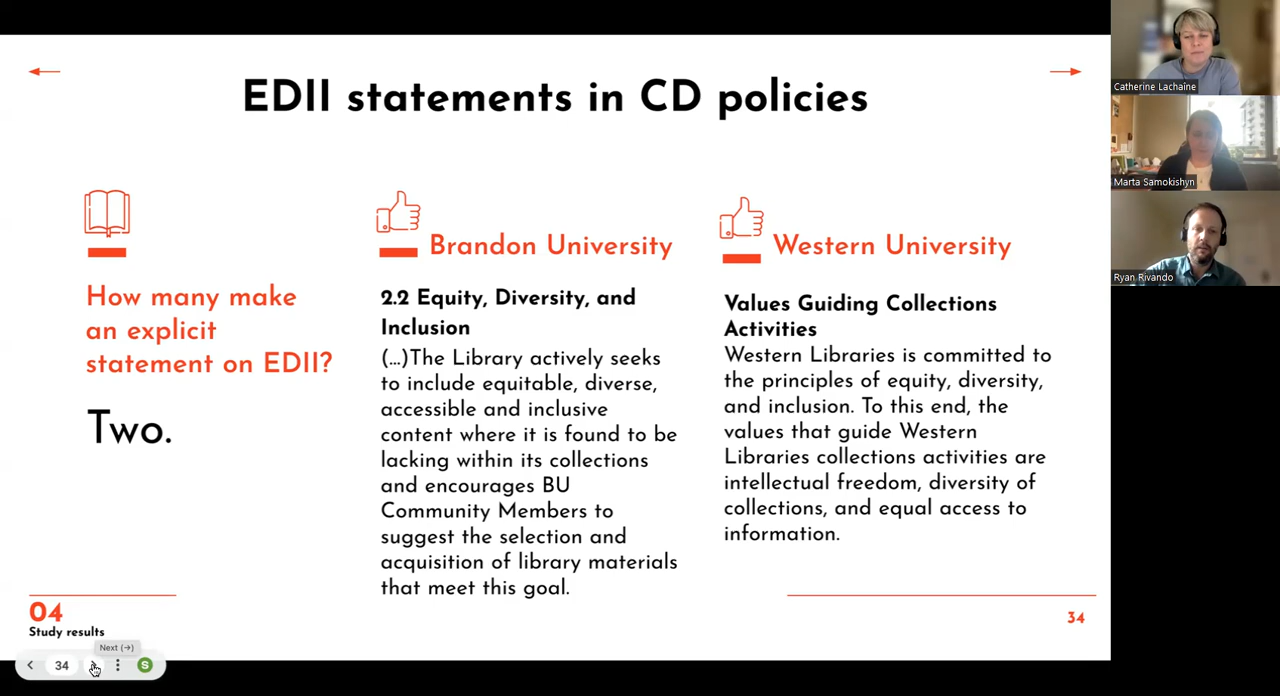 EDII statements in CD policies
How many make
an explicit
statement on EDII?
Two.
Brandon University
2.2 Equity, Diversity, and
Inclusion
(...)The Library actively seeks
to include equitable, diverse,
accessible and inclusive
content where it is found to be
lacking within its collections
and encourages BU
Community Members to
suggest the selection and
acquisition of library materials
that meet this goal.
Western University
Values Guiding Collections
Activities
Western Libraries is committed to
the principles of equity, diversity,
and inclusion. To this end, the
values that guide Western
Libraries collections activities are
intellectual freedom, diversity of
collections, and equal access to
information.
04
Study results
34
Next (→)
34
S
Catherine Lachaîne
Marta Samokishyn
Ryan Rivando